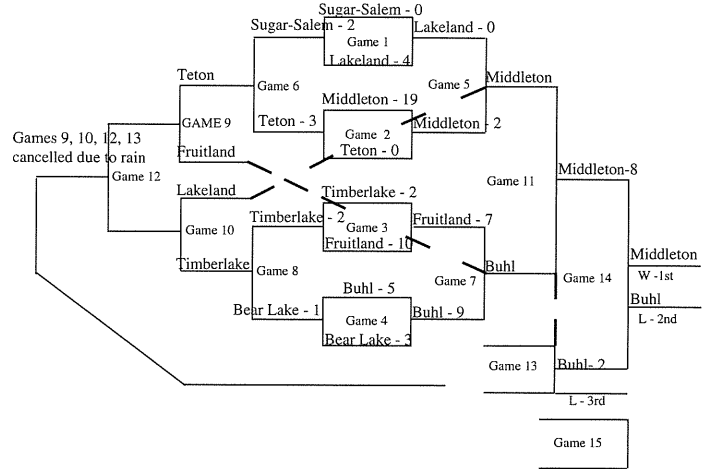 Sugar-Salem - 0
Sugar-Salem - 2
Lakeland - 0
Game 1
Lakeland - 4
Teton
Game 6
Game 5
Middleton
Middleton - 19
GAME 9
Teton - 3
Game 2
Middleton - 2
Games 9, 10, 12, 13
cancelled due to rain
Fruitland
Teton - 0
Game 12
Game 11
Middleton-8
Lakeland
Timberlake - 2
Timberlake - 2
Game 3
Fruitland - 7
Game 10
Fruitland - 10
Middleton
Timberlake
Game 8
Game 7
Buhl
Game 14
W -1st
Buhl - 5
Buhl
Bear Lake - 1
Game 4
Buhl - 9
L - 2nd
Bear Lake - 3
Game 13
Buhl- 2
L - 3rd
Game 15